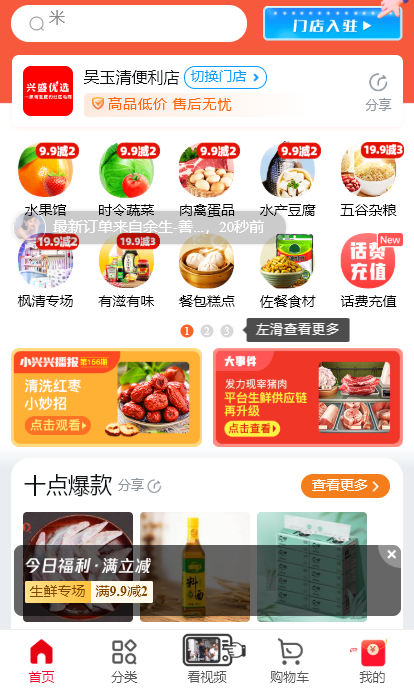 米
门店入驻
兴盛优选
吴玉清便利店
切换门店
高品低价 售后无忧
分享
9.9减2
9.9减2
9.9减2
9.9减2
19.9减3
水果馆
时令蔬菜
肉禽蛋品
水产豆腐
五谷杂粮
最新订单来自余生-善..., 20秒前
9.9减2
19.9减3
话费充值
New
枫清专场
有滋有味
餐包糕点
佐餐食材
话费充值
1 2 3
左滑查看更多
小兴兴播报 第156期
清洗红枣
小妙招
点击观看
大事件
发力现宰猪肉
平台生鲜供应链
再升级
点击查看
十点爆款
分享
查看更多
料酒
今日福利·满立减
生鲜专场 满9.9减2
首页
分类
看视频
购物车
我的